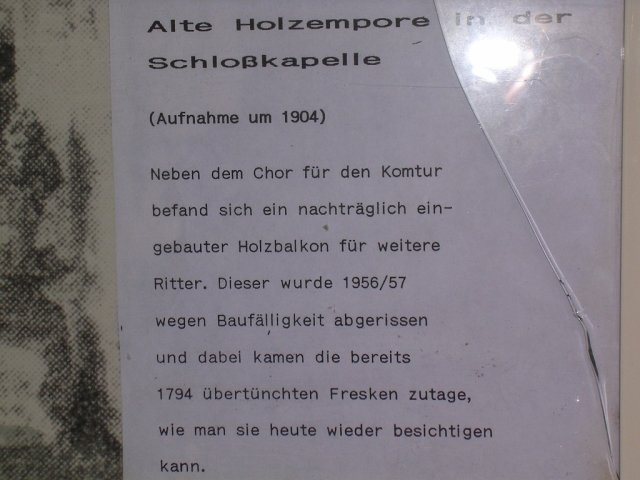 Alte Holzempore in der
Schloßkapelle
(Aufnahme um 1904)
Neben dem Chor für den Komtur
befand sich ein nachträglich ein-
gebauter Holzbalkon für weitere
Ritter. Dieser wurde 1956/57
wegen Baufälligkeit abgerissen
und dabei kamen die bereits
1794 übertünchten Fresken zutage,
wie man sie heute wieder besichtigen
kann.